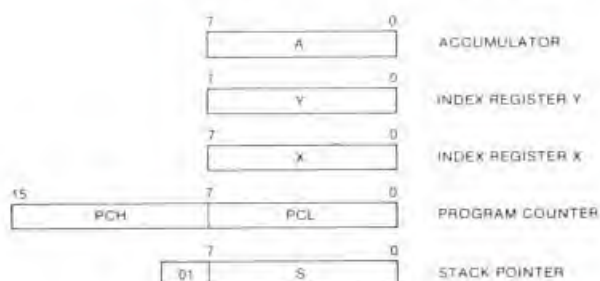 7 0
A ACCUMULATOR
7 0
Y INDEX REGISTER Y
7 0
X INDEX REGISTER X
15 7 0
PCH PCL PROGRAM COUNTER
7 0
01 S STACK POINTER